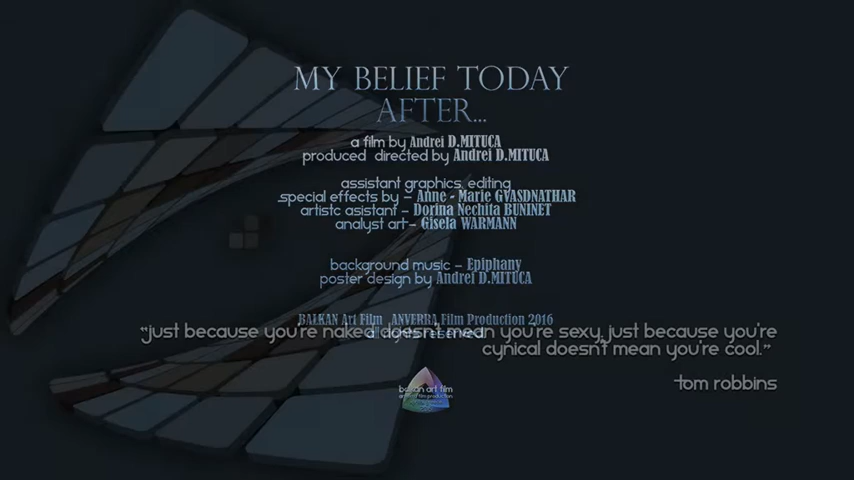 MY BELIEF TODAY
AFTER...
a film by Andrei D.MITUCA
produced directed by Andrei D.MITUCA
assistant graphics, editing
special effects by - Anne - Marie GVASDNATHAR
artistc asistant - Dorina Nechita BUNINET
analyst art - Gisela WARMANN
background music - Epiphany
poster design by Andrei D.MITUCA
BALKAN Art Film ANVERRA Film Production 2016
"just because you're naked doesn't mean you're sexy, just because you're
cynical doesn't mean you're cool."
tom robbins
balkan art film